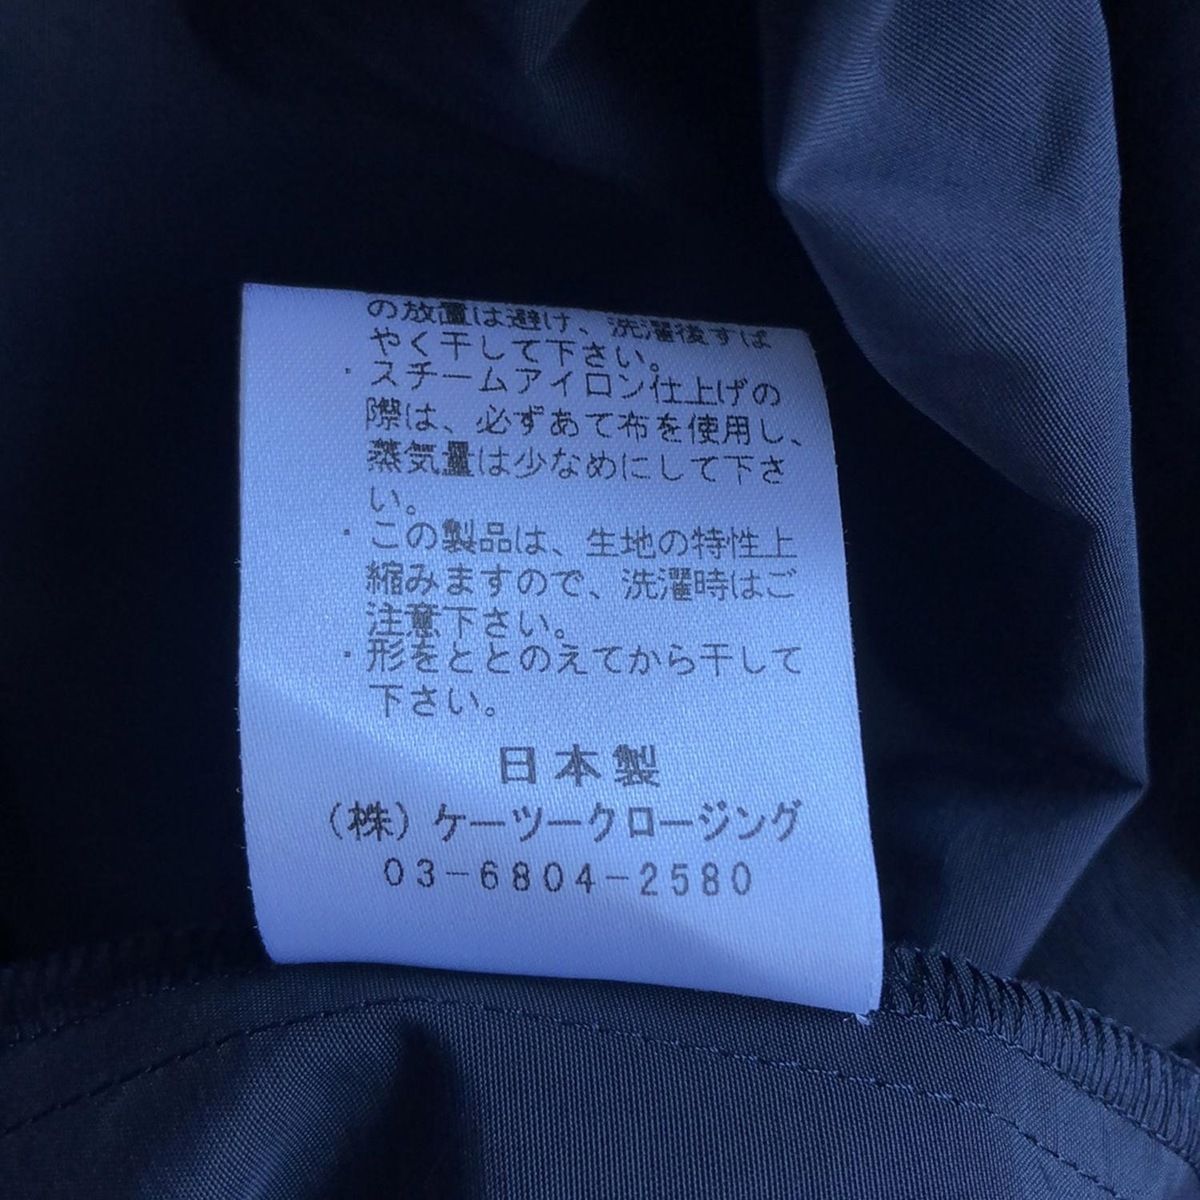 の放置は避け、洗濯後すば
やく干して下さい。
・スチームアイロン仕上げの
際は、必ずあて布を使用し、
蒸気量は少なめにして下さ
い。
・この製品は、生地の特性上
縮みますので、洗濯時はご
注意下さい。
・形をととのえてから干して
下さい。
日本製
(株)ケーツークロージング
03-6804-2580